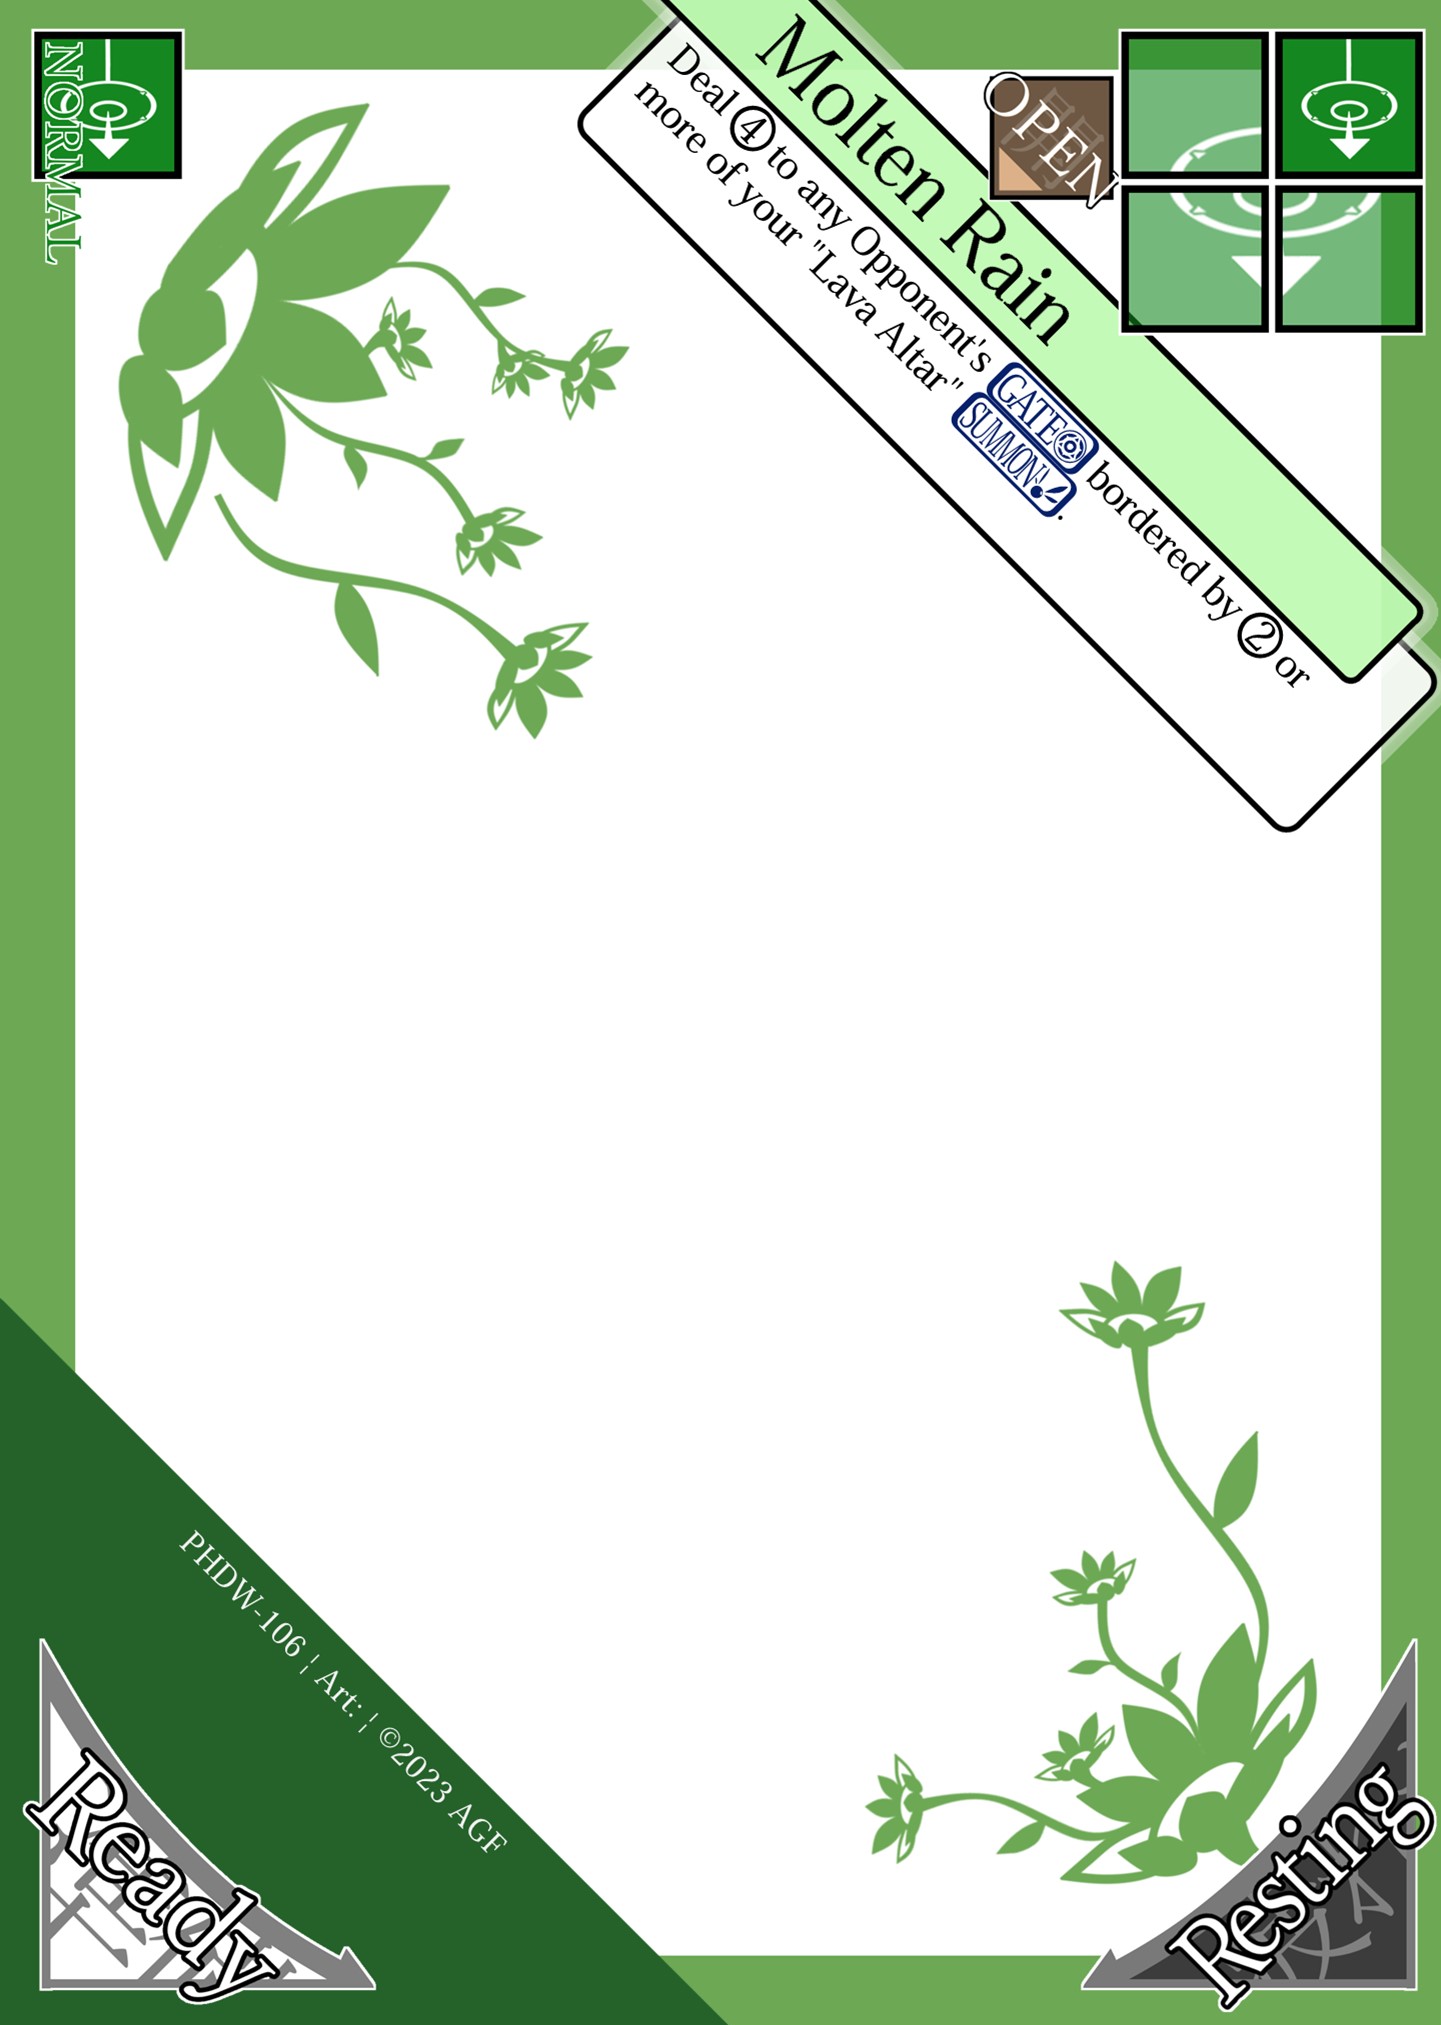 NORMAL
Molten Rain
OPEN
Deal ④ to any Opponent's GATE SUMMON bordered by ② or
more of your "Lava Altar".
PHDW-106 ¦ Art: ¦ ©2023 AGF
Ready
Resting